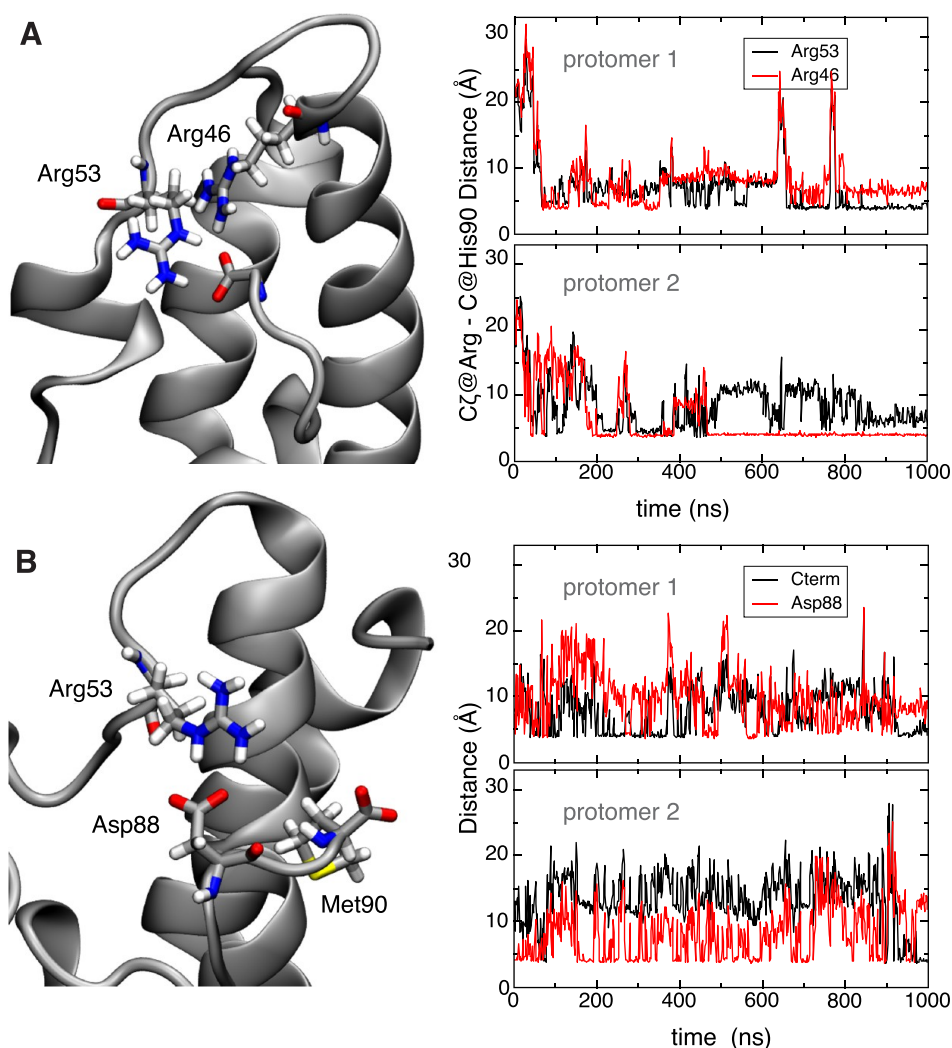 A
Arg46
Arg53
Cζ@Arg - C@His90 Distance (Å)
30
20
10
0
protomer 1
Arg53
Arg46
30
20
10
0
protomer 2
0 200 400 600 800 1000
time (ns)
B
Arg53
Asp88
Met90
Distance (Å)
30
20
10
0
protomer 1
Cterm
Asp88
30
20
10
0
protomer 2
0 200 400 600 800 1000
time (ns)